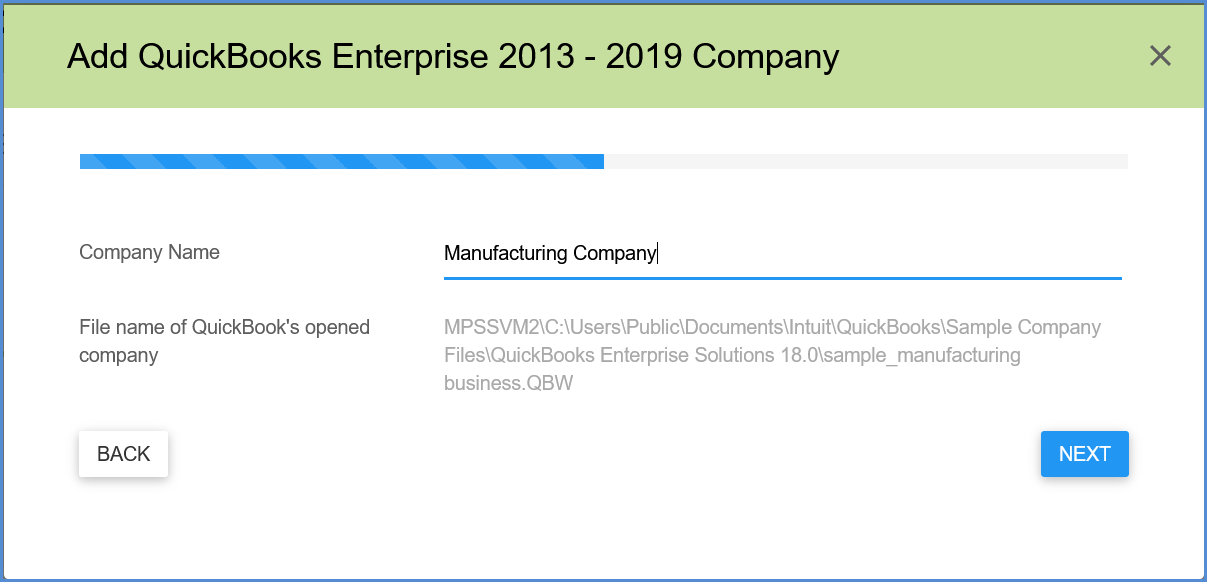 Add QuickBooks Enterprise 2013 - 2019 Company
Company Name
Manufacturing Company
File name of QuickBook's opened
company
MPSSVM2\C:\Users\Public\Documents\Intuit\QuickBooks\Sample Company
Files\QuickBooks Enterprise Solutions 18.0\sample_manufacturing
business.QBW
BACK
NEXT